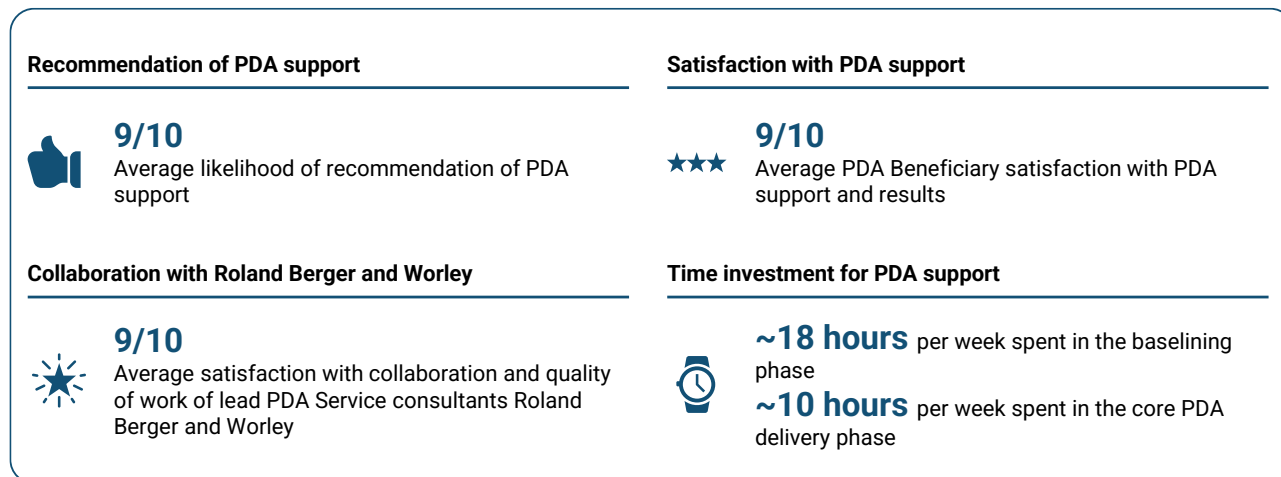 Recommendation of PDA support
9/10
Average likelihood of recommendation of PDA
support
Satisfaction with PDA support
9/10
Average PDA Beneficiary satisfaction with PDA
support and results
Collaboration with Roland Berger and Worley
9/10
Average satisfaction with collaboration and quality
of work of lead PDA Service consultants Roland
Berger and Worley
Time investment for PDA support
~18 hours per week spent in the baselining
phase
~10 hours per week spent in the core PDA
delivery phase